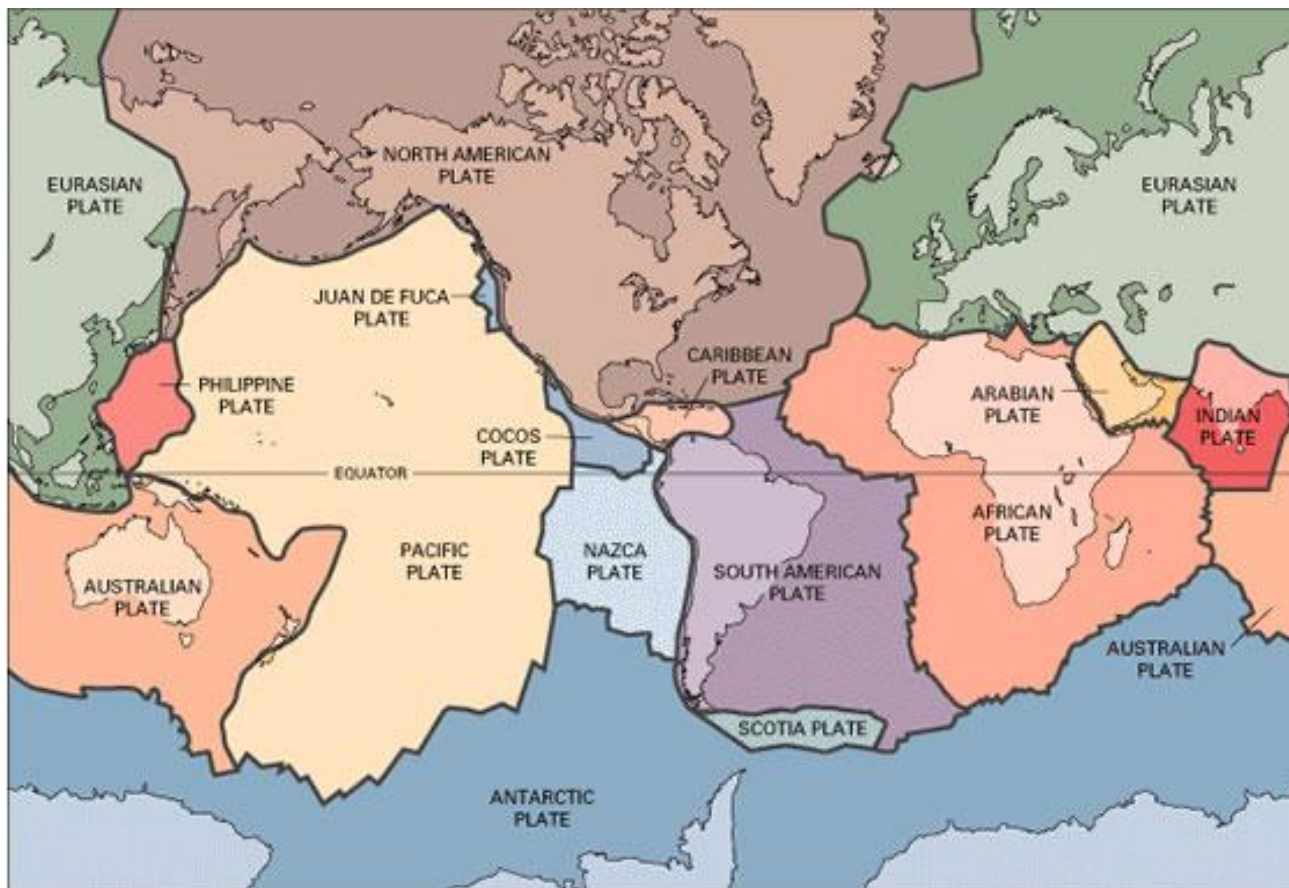 NORTH AMERICAN
PLATE
EURASIAN
PLATE
EURASIAN
PLATE
JUAN DE FUCA
PLATE
CARIBBEAN
PLATE
PHILIPPINE
PLATE
ARABIAN
PLATE
INDIAN
PLATE
COCOS
PLATE
EQUATOR
AFRICAN
PLATE
PACIFIC
PLATE
NAZCA
PLATE
SOUTH AMERICAN
PLATE
AUSTRALIAN
PLATE
AUSTRALIAN
PLATE
SCOTIA PLATE
ANTARCTIC
PLATE